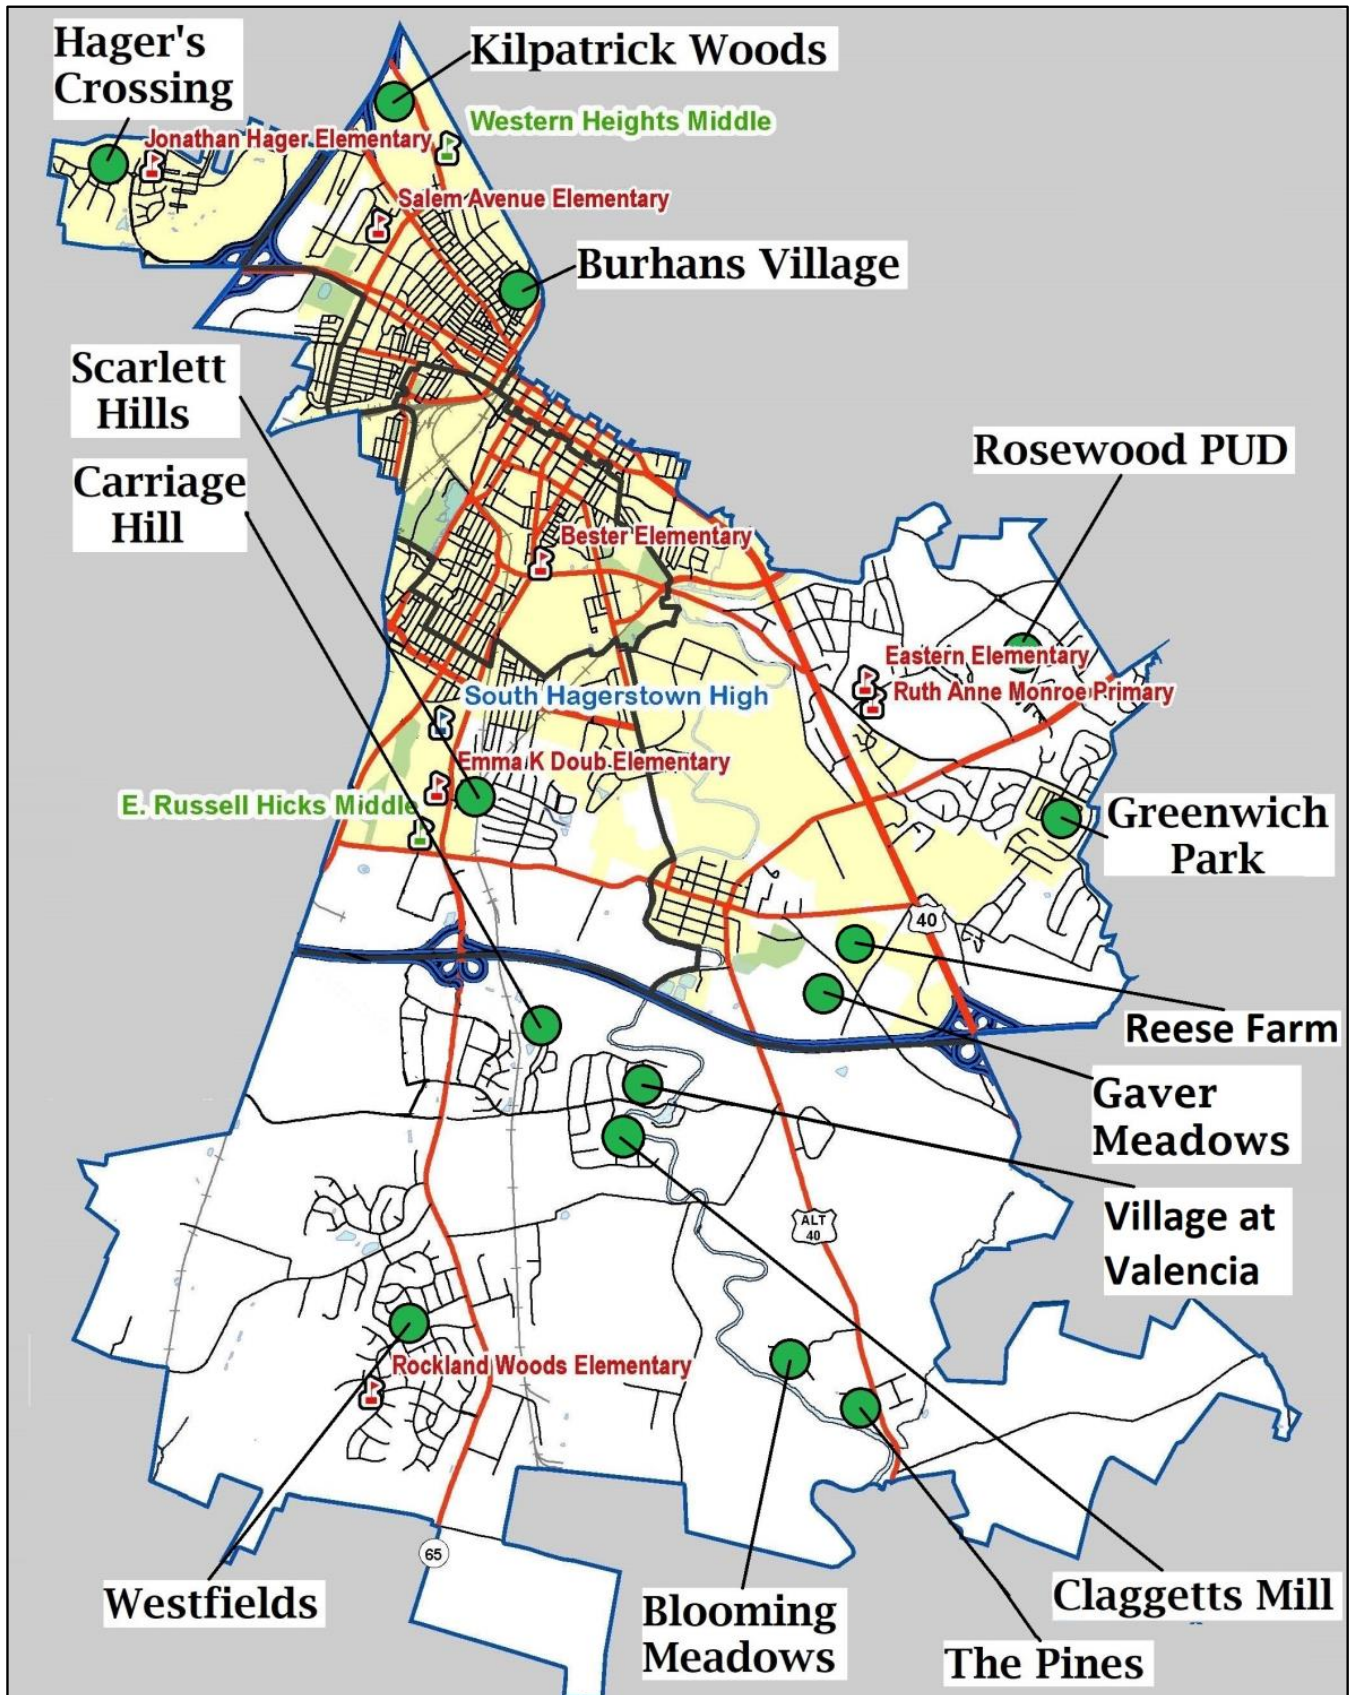 Hager's
Crossing
Kilpatrick Woods
Western Heights Middle
Jonathan Hager Elementary
Salem Avenue Elementary
Burhans Village
Scarlett
Hills
Rosewood PUD
Carriage
Hill
Bester Elementary
Eastern Elementary
Ruth Anne Monroe Primary
South Hagerstown High
Emma K Doub Elementary
E. Russell Hicks Middle
Greenwich
Park
40
Reese Farm
Gaver
Meadows
Village at
Valencia
ALT
40
Rockland Woods Elementary
65
Westfields
Blooming
Meadows
Claggetts Mill
The Pines